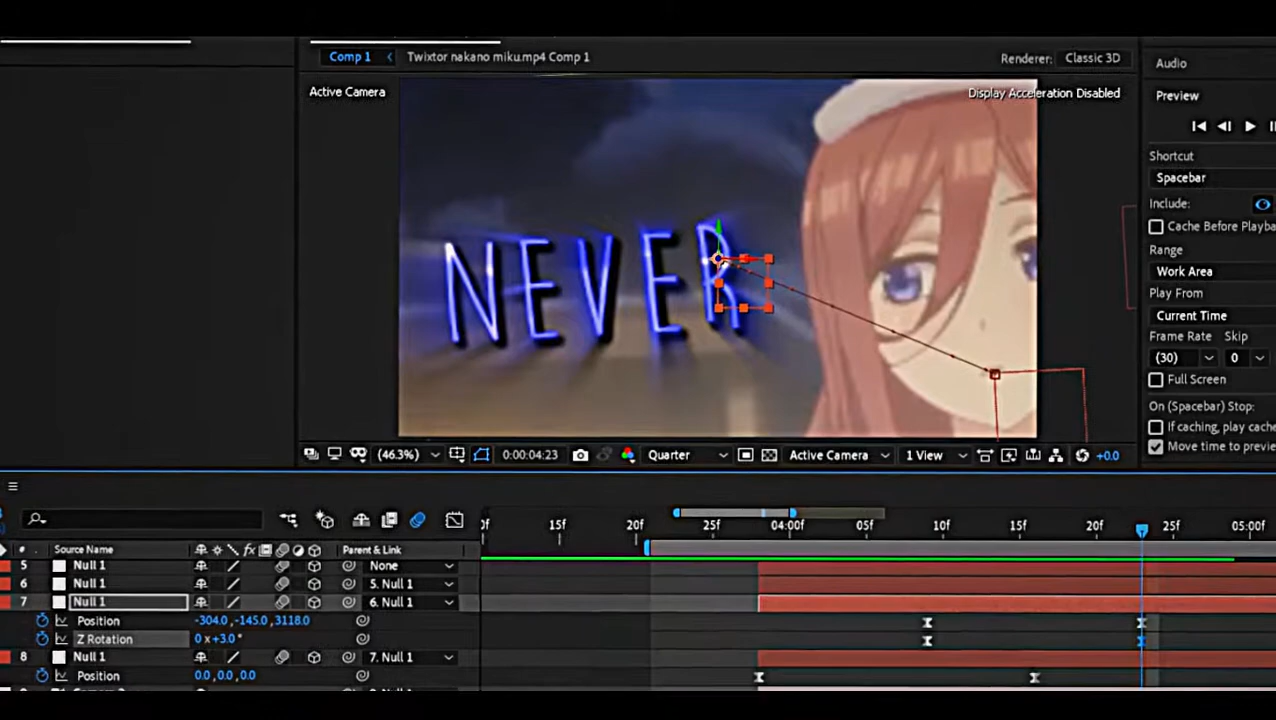 Comp 1 Twixtor nakano miku.mp4 Comp 1 Renderer: Classic 3D
Audio
Active Camera Display Acceleration Disabled
Preview
Shortcut
Spacebar
Include:
Cache Before Playba
Range
Work Area
Play From
Current Time
Frame Rate Skip
(30) 0
Full Screen
On (Spacebar) Stop:
If caching, play cache
Move time to previe
NEVER
(46.3%) 0:00:04:23 Quarter Active Camera 1 View +0.0
0f 15f 20f 25f 04:00f 10f 15f 20f 25f 05:00f
# Source Name fx Parent & Link
5 Null 1 None
6 Null 1 5. Null 1
7 Null 1 6. Null 1
Position -304.0,-145.0,3118.0
Z Rotation 0x+3.0°
8 Null 1 7. Null 1
Position 0.0,0.0,0.0